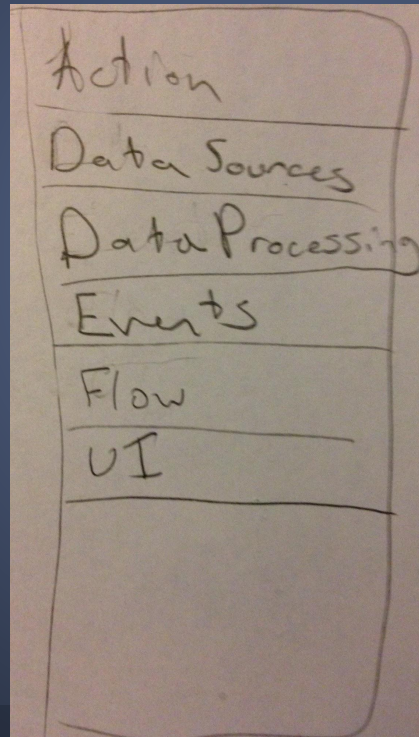 Action
Data Sources
Data Processing
Events
Flow
UI